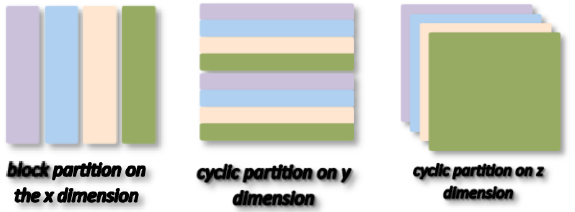 block partition on
the x dimension
cyclic partition on y
dimension
cyclic partition on z
dimension